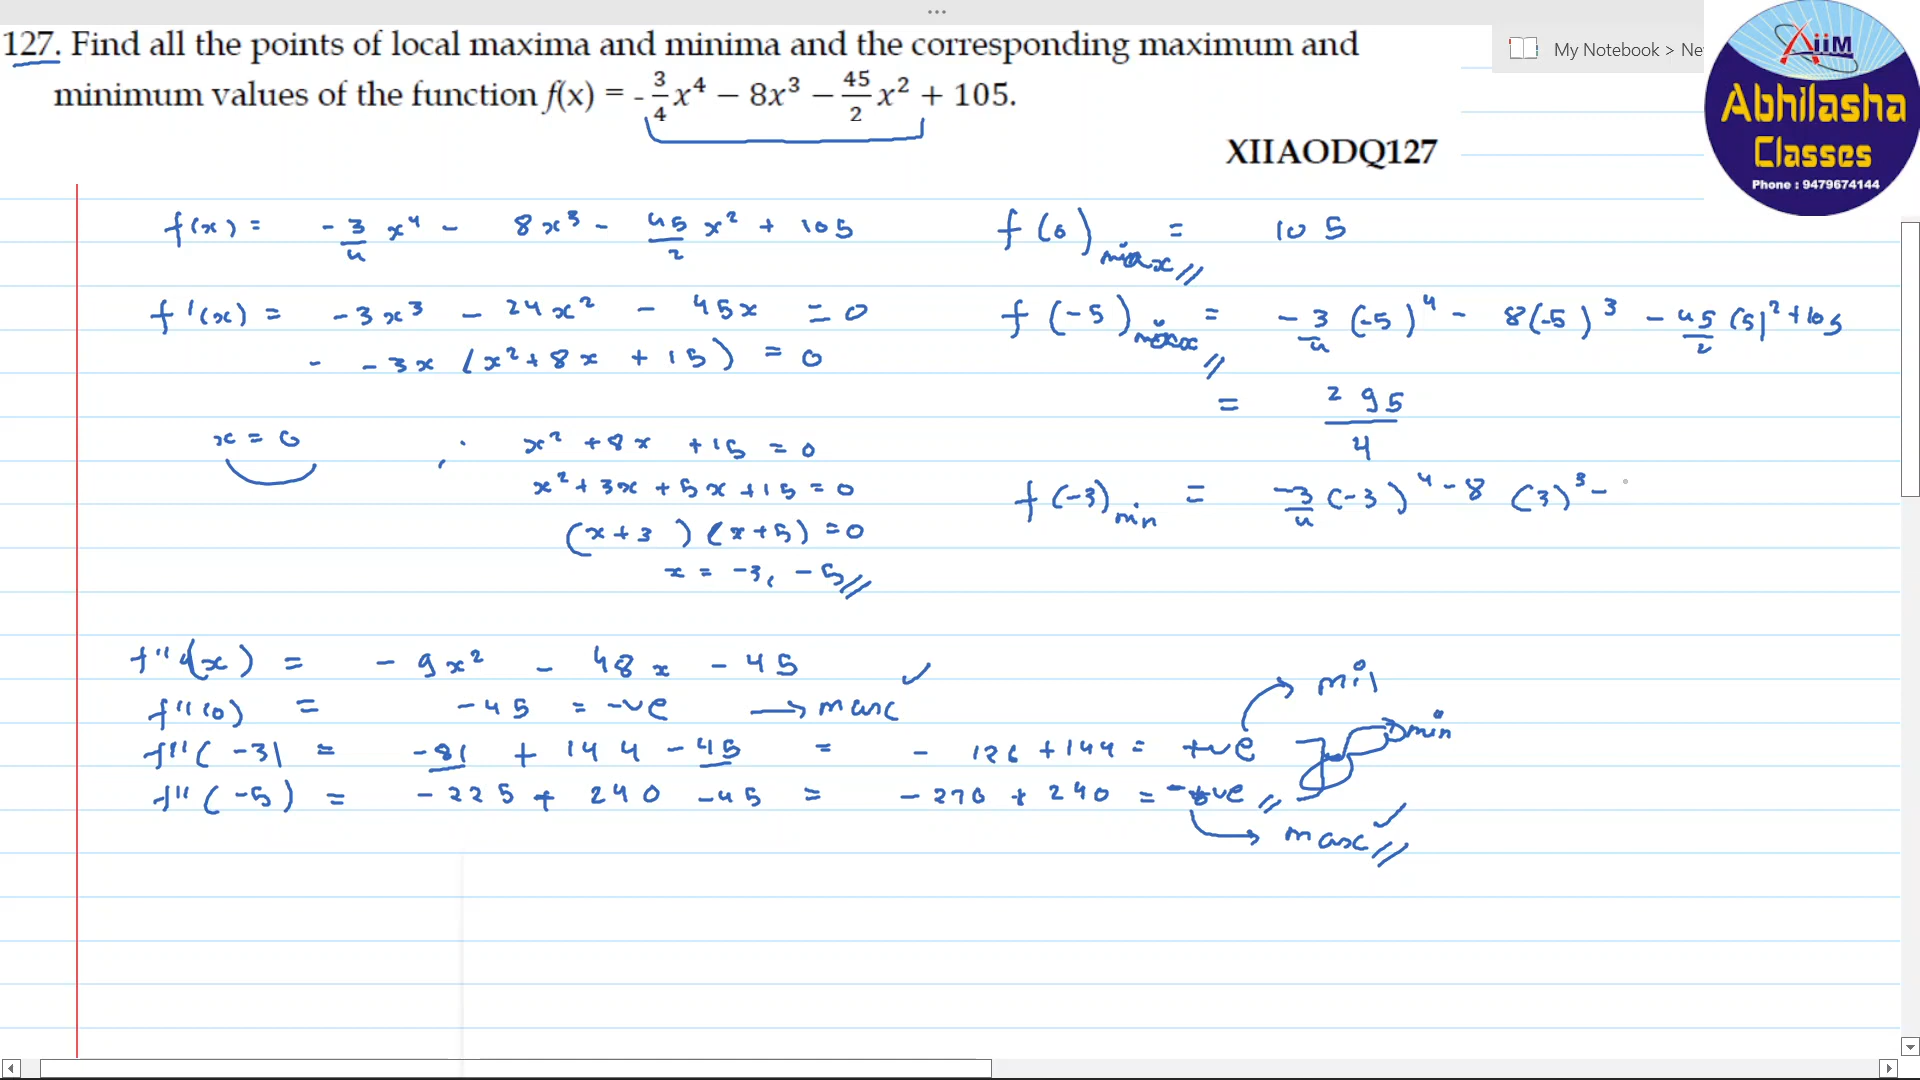 127. Find all the points of local maxima and minima and the corresponding maximum and
minimum values of the function f(x) = - 3/4 x⁴ − 8x³ − 45/2 x² + 105.
XIIAODQ127
My Notebook > Ne
AiiM
Abhilasha
Classes
Phone : 9479674144
f(x) = - 3/4 x⁴ - 8x³ - 45/2 x² + 105
f'(x) = -3x³ - 24x² - 45x = 0
- -3x (x² + 8x + 15) = 0
x = 0 , x² + 8x + 15 = 0
x² + 3x + 5x + 15 = 0
(x+3) (x+5) = 0
x = -3, -5
f"(x) = - 9x² - 48x - 45
f"(0) = -45 = -ve → max
f"(-3) = -81 + 144 - 45 = - 126 + 144 = +ve → min
min
f"(-5) = -225 + 240 - 45 = -270 + 240 = -ve → max
f(0) max = 105
f(-5) max = - 3/4 (-5)⁴ - 8(-5)³ - 45/2 (5)² + 105
= 295/4
f(-3) min = -3/4 (-3)⁴ - 8 (3)³ -